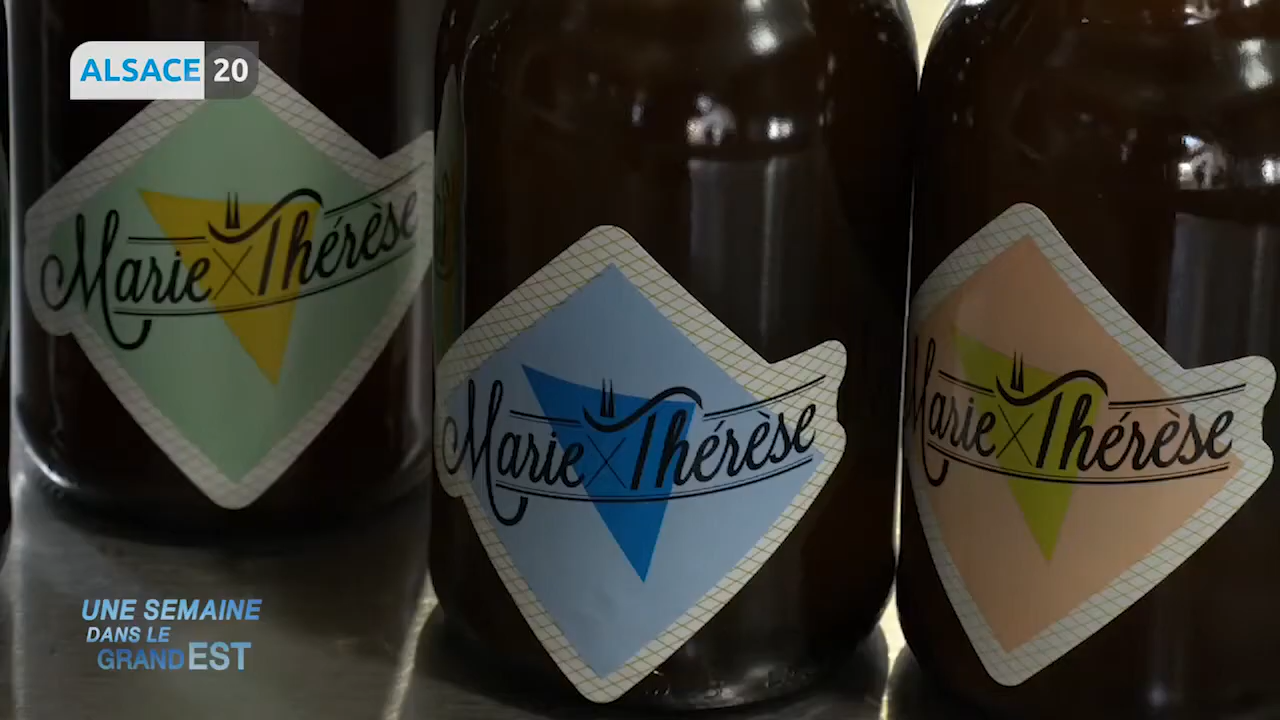 ALSACE 20
Marie Thérèse
Marie Thérèse
Marie Thérèse
UNE SEMAINE
DANS LE
GRAND EST